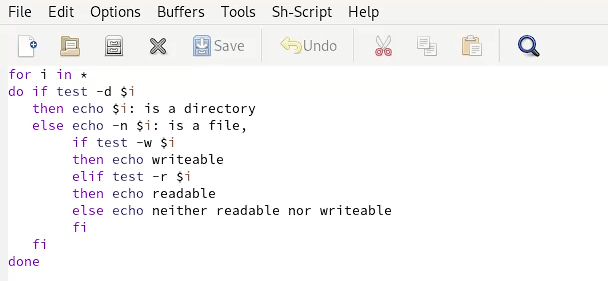 File Edit Options Buffers Tools Sh-Script Help
Save Undo
for i in *
do if test -d $i
   then echo $i: is a directory
   else echo -n $i: is a file,
        if test -w $i
        then echo writeable
        elif test -r $i
        then echo readable
        else echo neither readable nor writeable
        fi
   fi
done